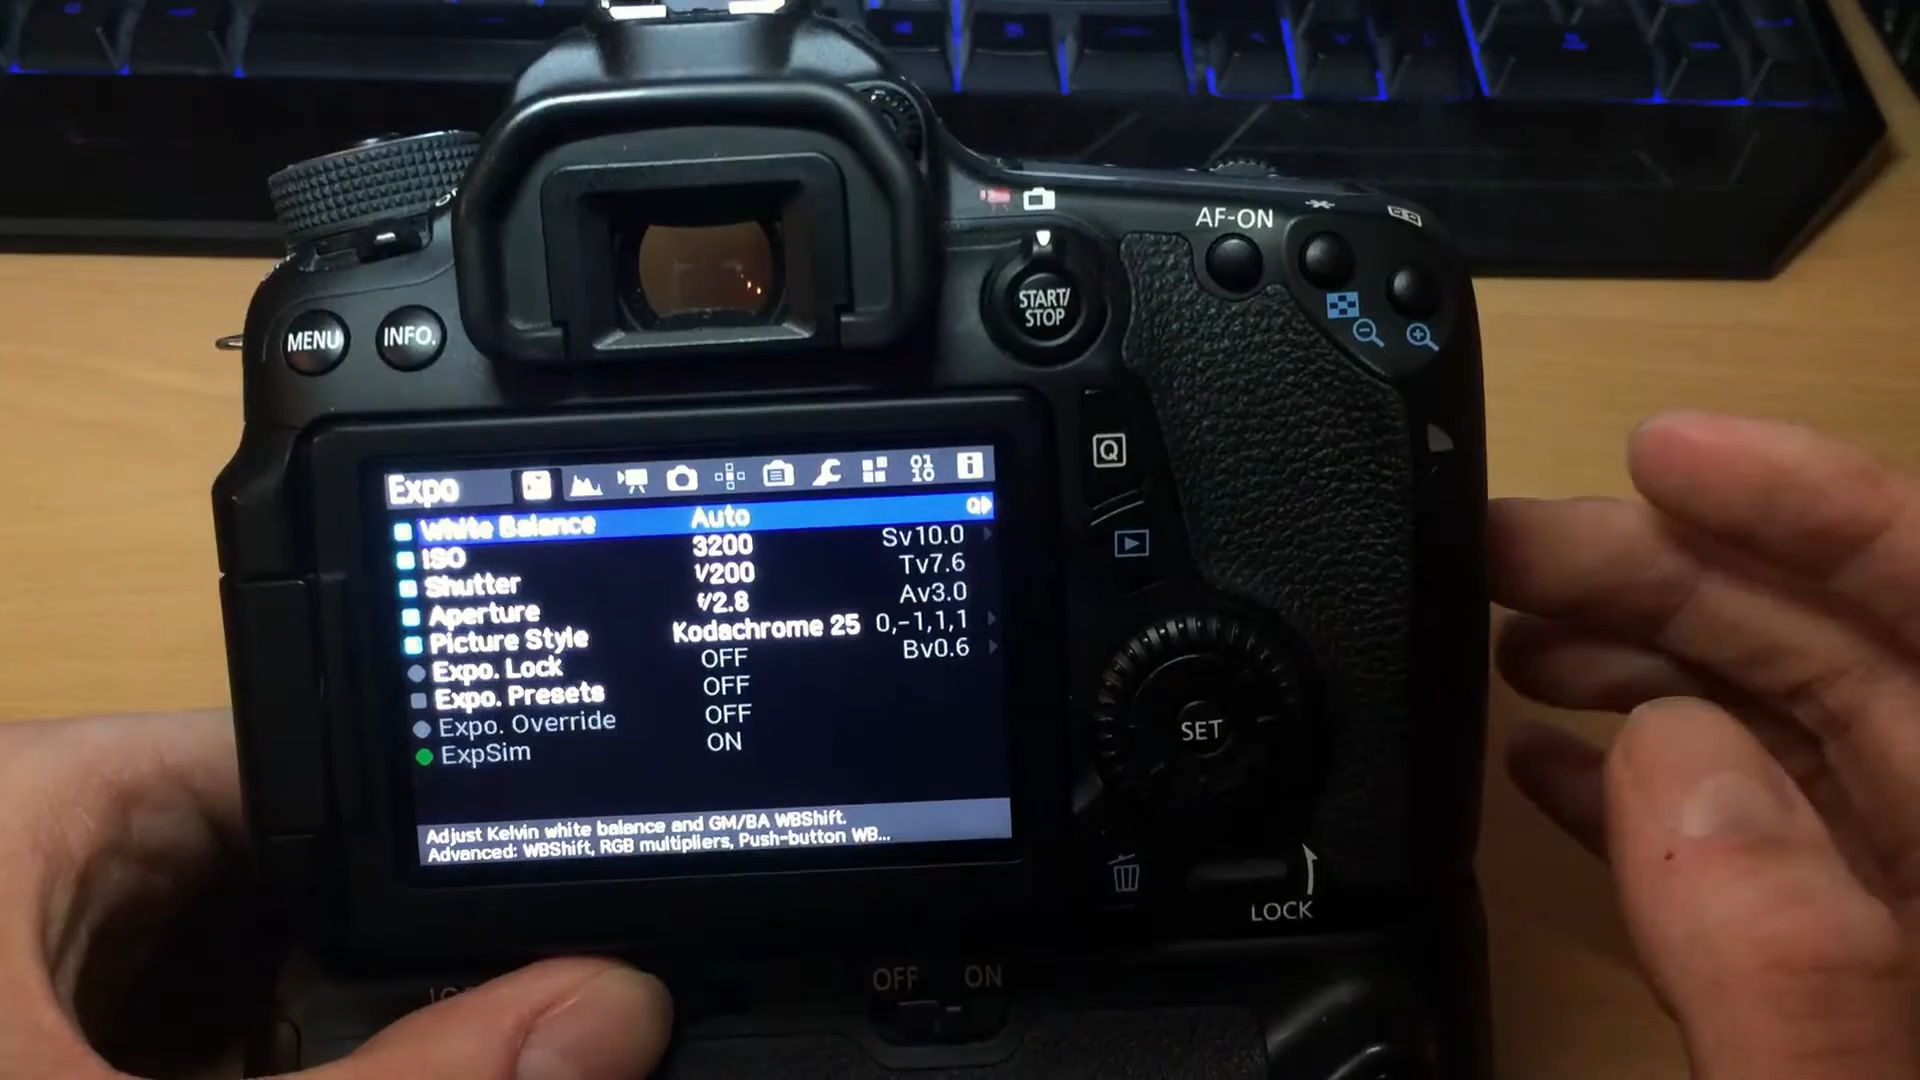 AF-ON
START/
STOP
MENU
INFO.
Q
Expo
White Balance Auto Q
ISO 3200 Sv10.0
Shutter 1/200 Tv7.6
Aperture f/2.8 Av3.0
Picture Style Kodachrome 25 0,-1,1,1
Expo. Lock OFF Bv0.6
Expo. Presets OFF
Expo. Override OFF
ExpSim ON
Adjust Kelvin white balance and GM/BA WBShift.
Advanced: WBShift, RGB multipliers, Push-button WB...
SET
LOCK
OFF ON